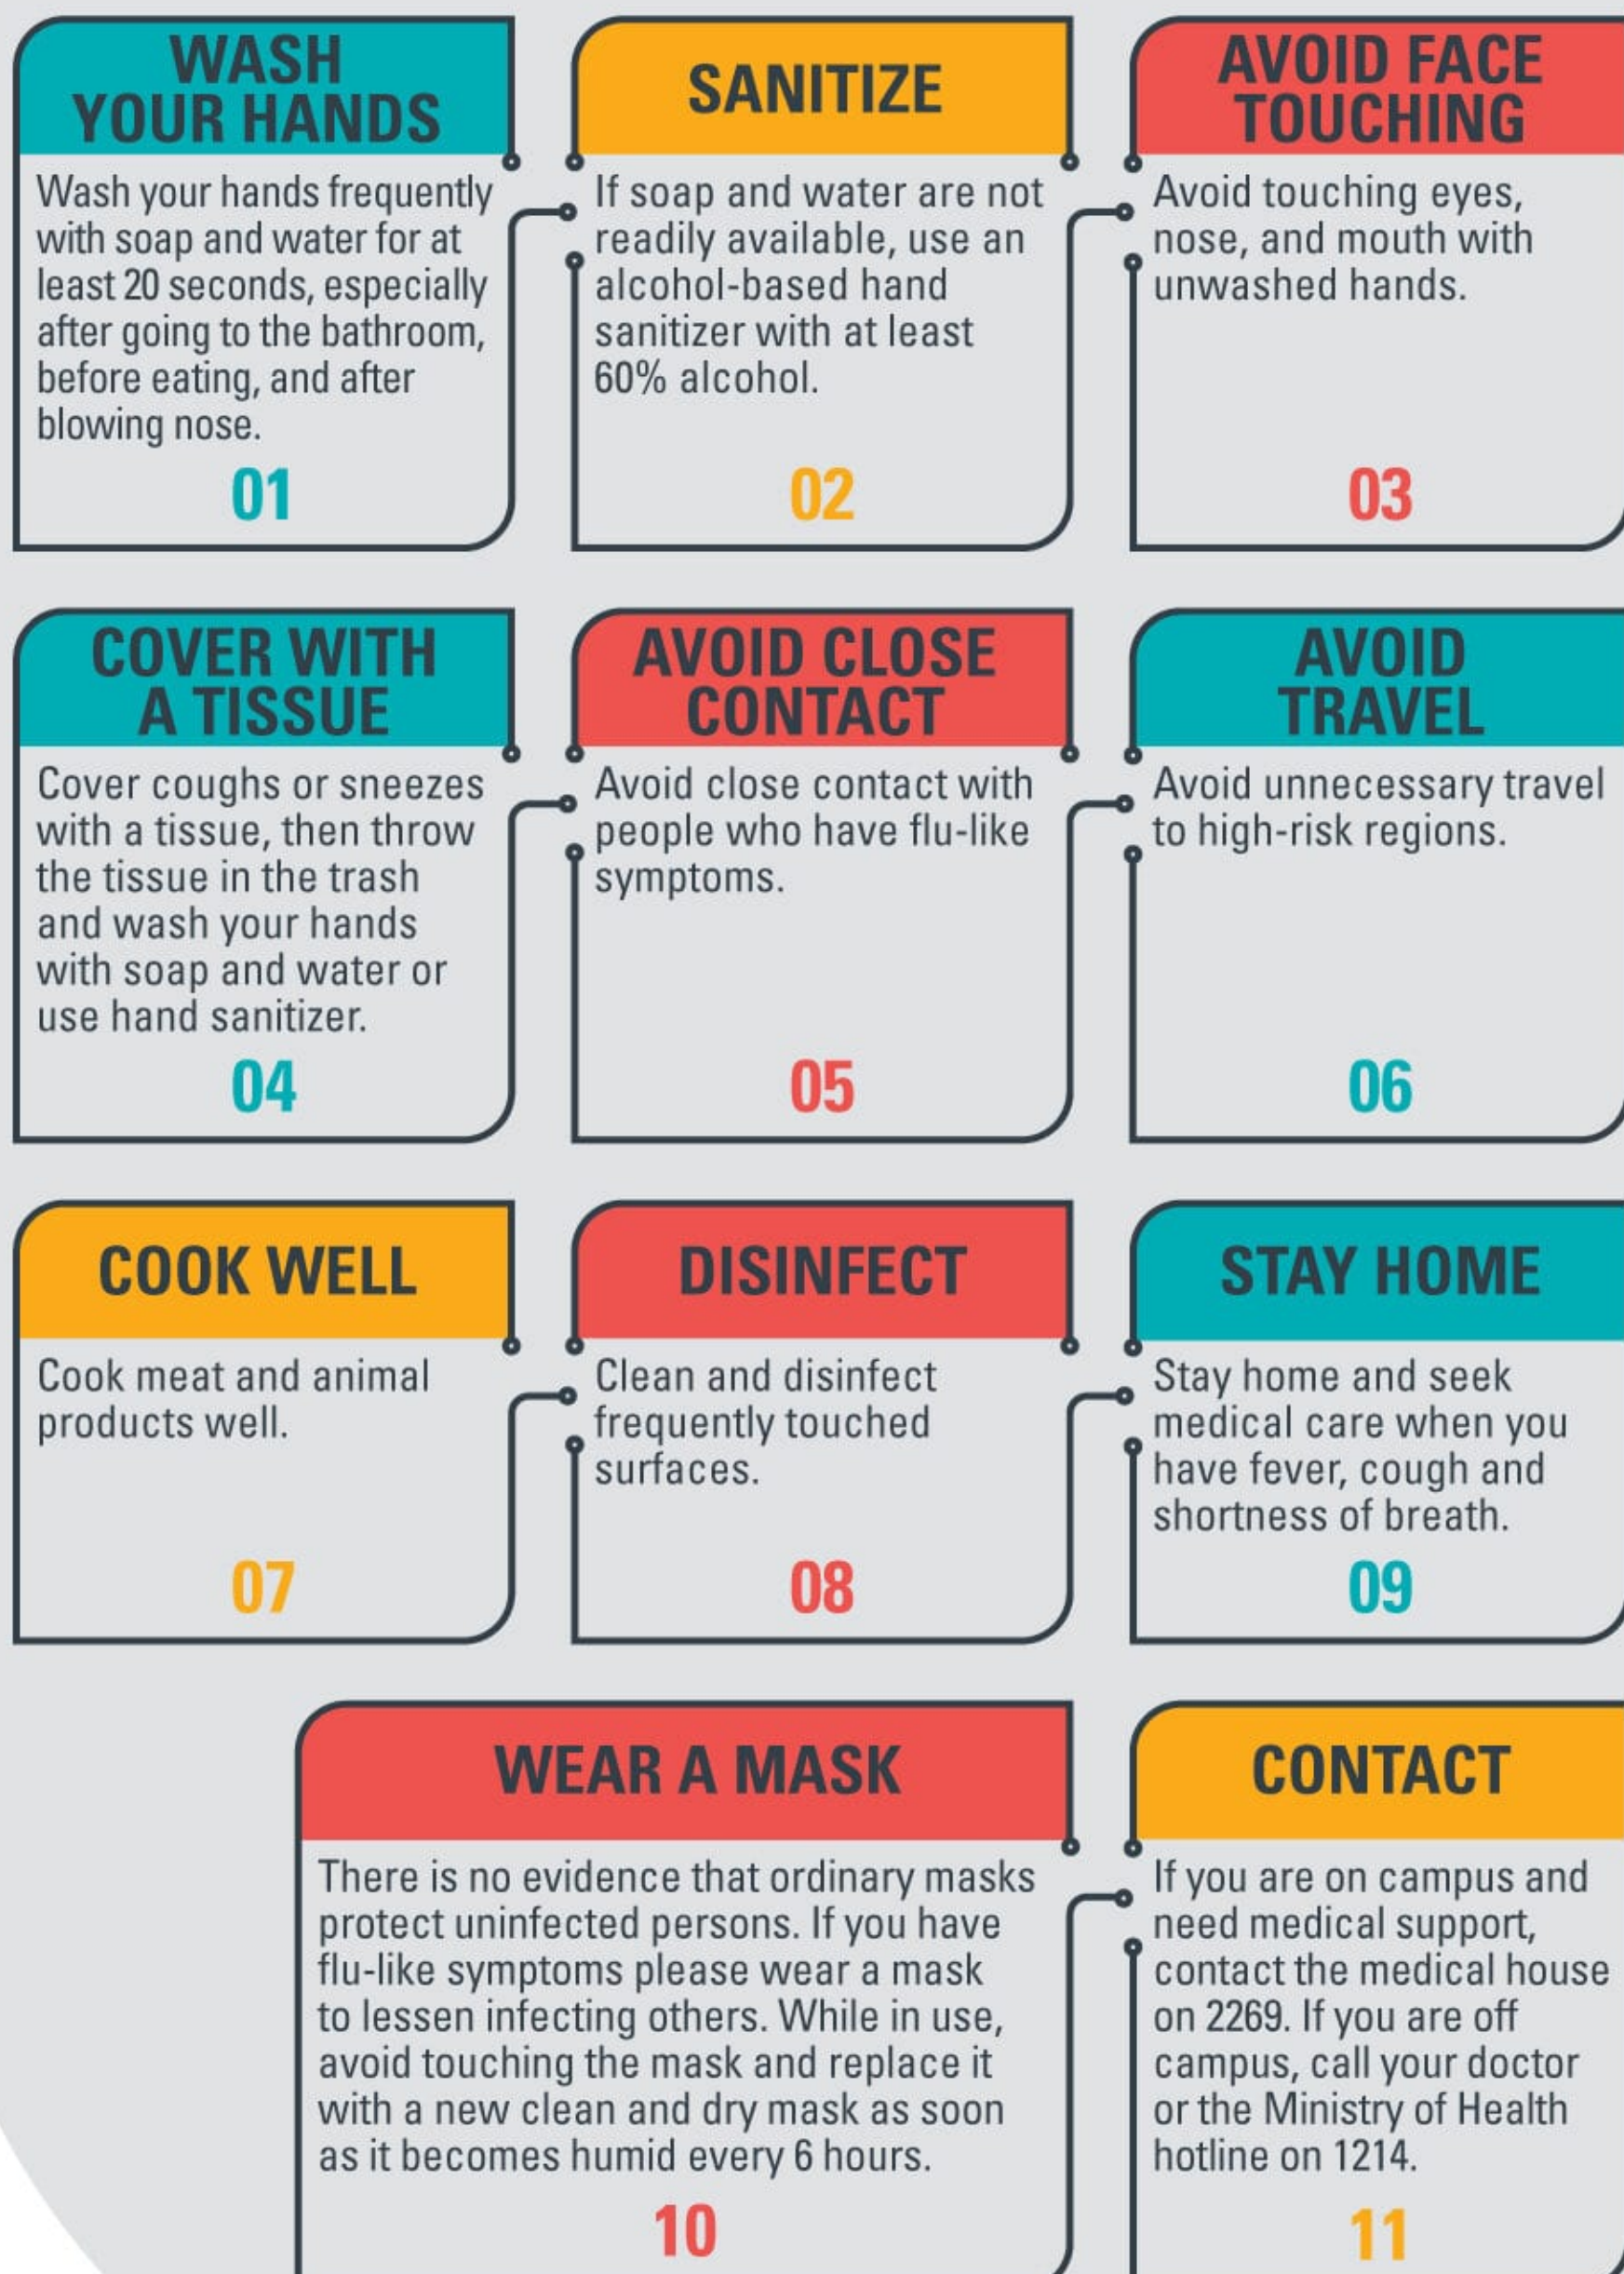 WASH
YOUR HANDS
Wash your hands frequently
with soap and water for at
least 20 seconds, especially
after going to the bathroom,
before eating, and after
blowing nose.
01
SANITIZE
If soap and water are not
readily available, use an
alcohol-based hand
sanitizer with at least
60% alcohol.
02
AVOID FACE
TOUCHING
Avoid touching eyes,
nose, and mouth with
unwashed hands.
03
COVER WITH
A TISSUE
Cover coughs or sneezes
with a tissue, then throw
the tissue in the trash
and wash your hands
with soap and water or
use hand sanitizer.
04
AVOID CLOSE
CONTACT
Avoid close contact with
people who have flu-like
symptoms.
05
AVOID
TRAVEL
Avoid unnecessary travel
to high-risk regions.
06
COOK WELL
Cook meat and animal
products well.
07
DISINFECT
Clean and disinfect
frequently touched
surfaces.
08
STAY HOME
Stay home and seek
medical care when you
have fever, cough and
shortness of breath.
09
WEAR A MASK
There is no evidence that ordinary masks
protect uninfected persons. If you have
flu-like symptoms please wear a mask
to lessen infecting others. While in use,
avoid touching the mask and replace it
with a new clean and dry mask as soon
as it becomes humid every 6 hours.
10
CONTACT
If you are on campus and
need medical support,
contact the medical house
on 2269. If you are off
campus, call your doctor
or the Ministry of Health
hotline on 1214.
11